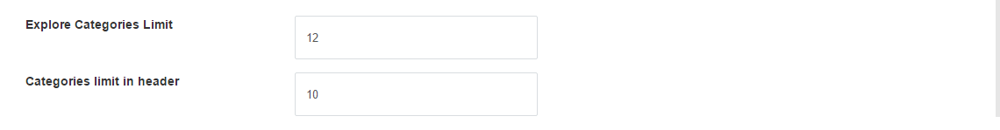 Explore Categories Limit
12
Categories limit in header
10